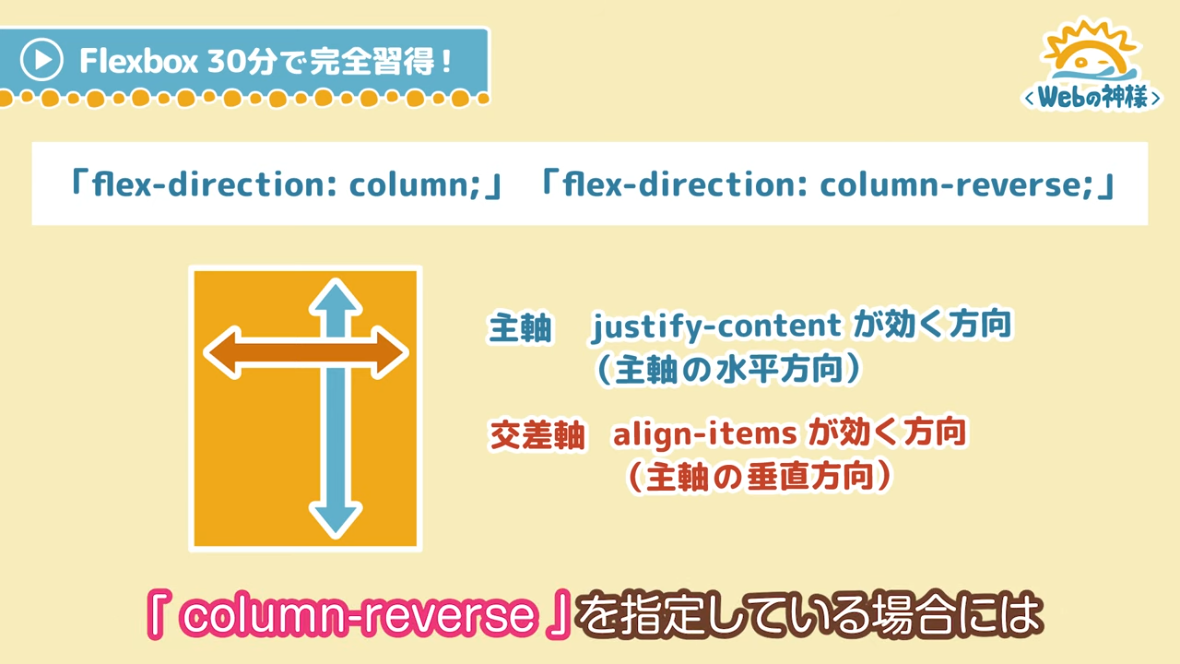 Flexbox 30分で完全習得！
<Webの神様>
「flex-direction: column;」「flex-direction: column-reverse;」
主軸 justify-content が効く方向
（主軸の水平方向）
交差軸 align-items が効く方向
（主軸の垂直方向）
「column-reverse」を指定している場合には